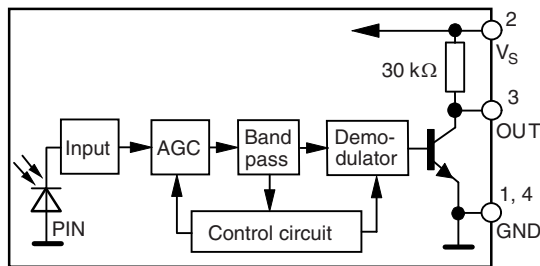 2
V_S
30 kΩ
3
OUT
Input
AGC
Band
pass
Demo-
dulator
1, 4
GND
PIN
Control circuit